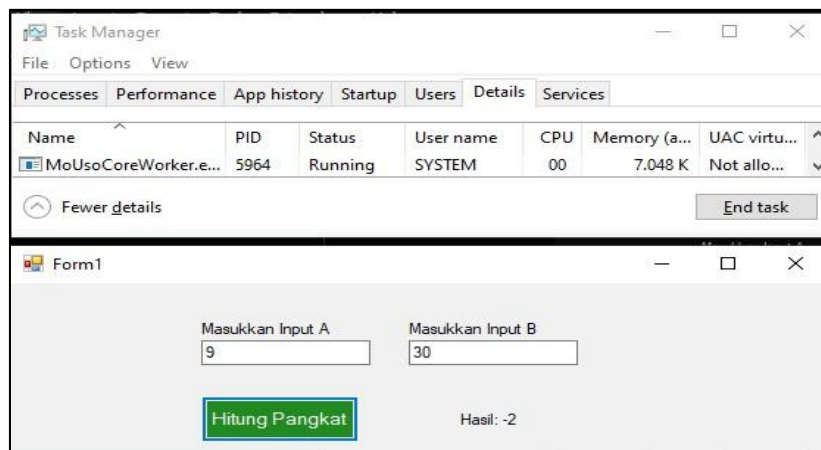 Task Manager
File Options View
Processes Performance App history Startup Users Details Services
Name PID Status User name CPU Memory (a... UAC virtu...
MoUsoCoreWorker.e... 5964 Running SYSTEM 00 7.048 K Not allo...
Fewer details End task
Form1
Masukkan Input A Masukkan Input B
9 30
Hitung Pangkat Hasil: -2